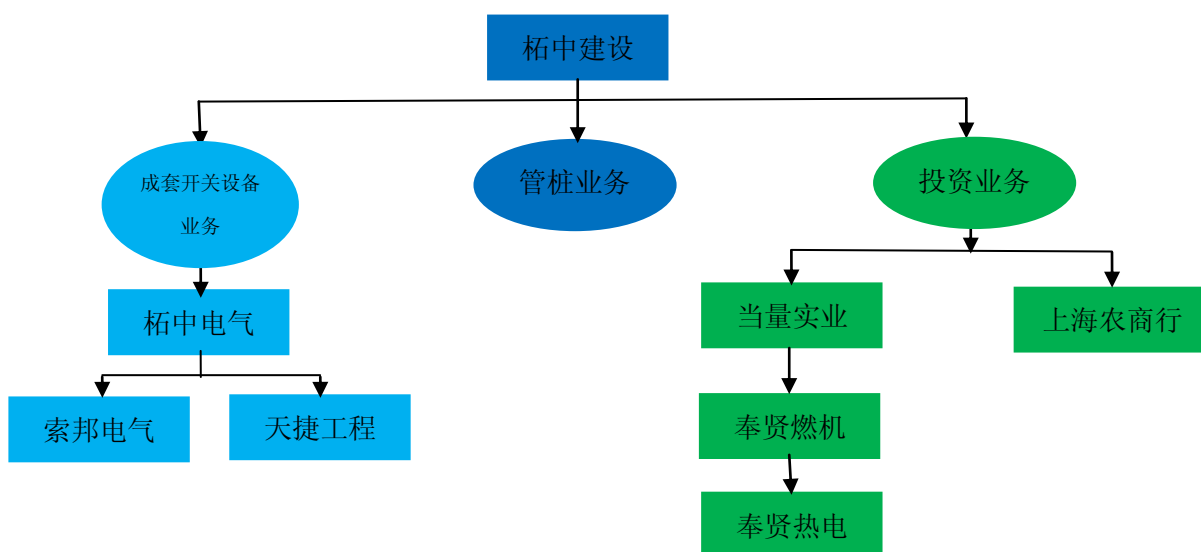 柘中建设
成套开关设备
业务
管桩业务
投资业务
柘中电气
当量实业
上海农商行
索邦电气
天捷工程
奉贤燃机
奉贤热电